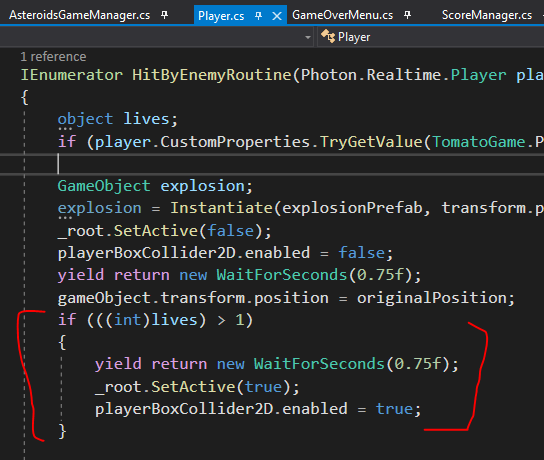 AsteroidsGameManager.cs
Player.cs
GameOverMenu.cs
ScoreManager.cs
Player
1 reference
IEnumerator HitByEnemyRoutine(Photon.Realtime.Player pla
{
object lives;
if (player.CustomProperties.TryGetValue(TomatoGame.P
GameObject explosion;
explosion = Instantiate(explosionPrefab, transform.p
_root.SetActive(false);
playerBoxCollider2D.enabled = false;
yield return new WaitForSeconds(0.75f);
gameObject.transform.position = originalPosition;
if (((int)lives) > 1)
{
yield return new WaitForSeconds(0.75f);
_root.SetActive(true);
playerBoxCollider2D.enabled = true;
}